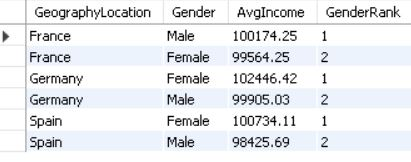 GeographyLocation Gender AvgIncome GenderRank
France Male 100174.25 1
France Female 99564.25 2
Germany Female 102446.42 1
Germany Male 99905.03 2
Spain Female 100734.11 1
Spain Male 98425.69 2